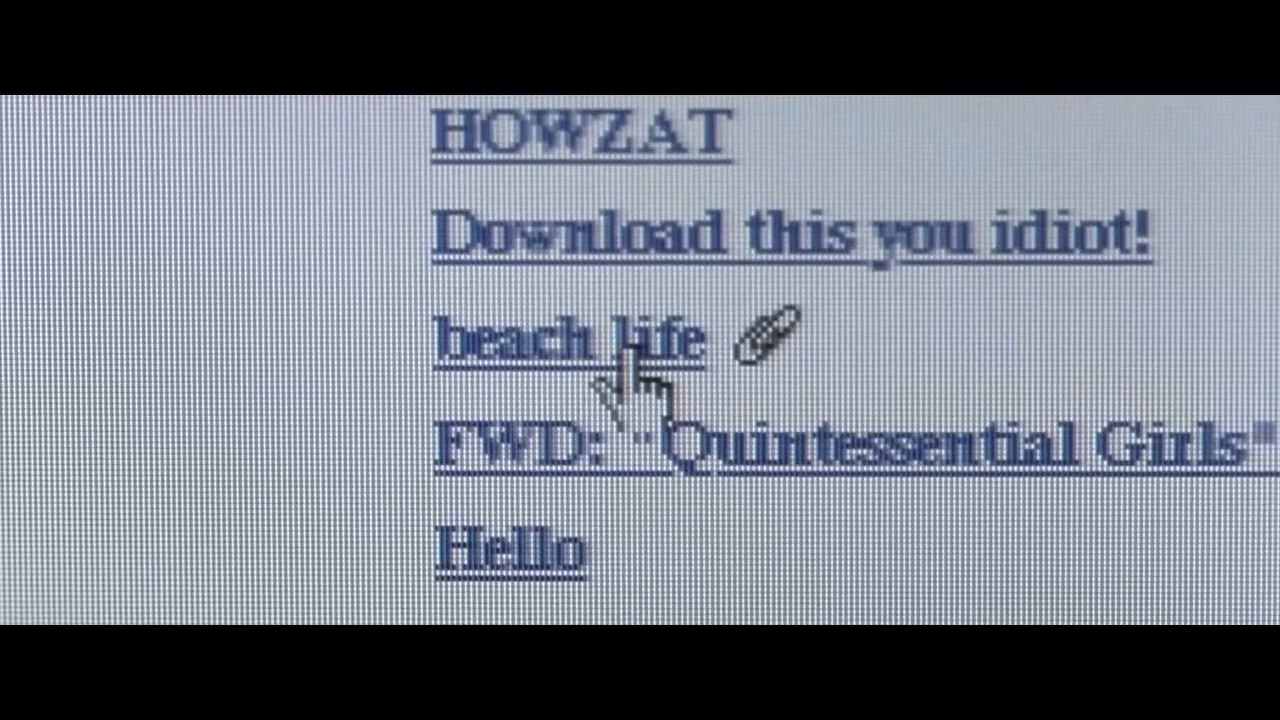 HOWZAT
Download this you idiot!
beach life
FWD: "Quintessential Girls"
Hello